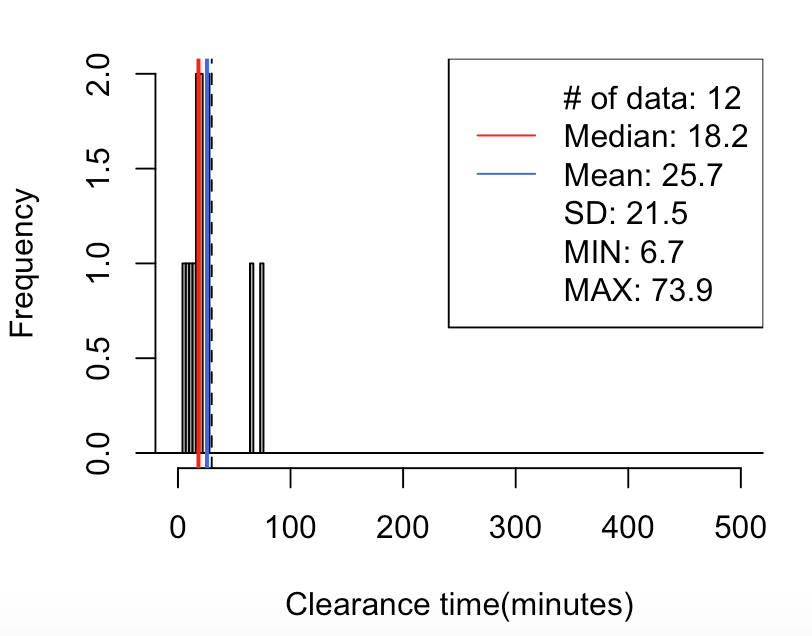 # of data: 12
Median: 18.2
Mean: 25.7
SD: 21.5
MIN: 6.7
MAX: 73.9
Frequency
2.0
1.5
1.0
0.5
0.0
0 100 200 300 400 500
Clearance time(minutes)